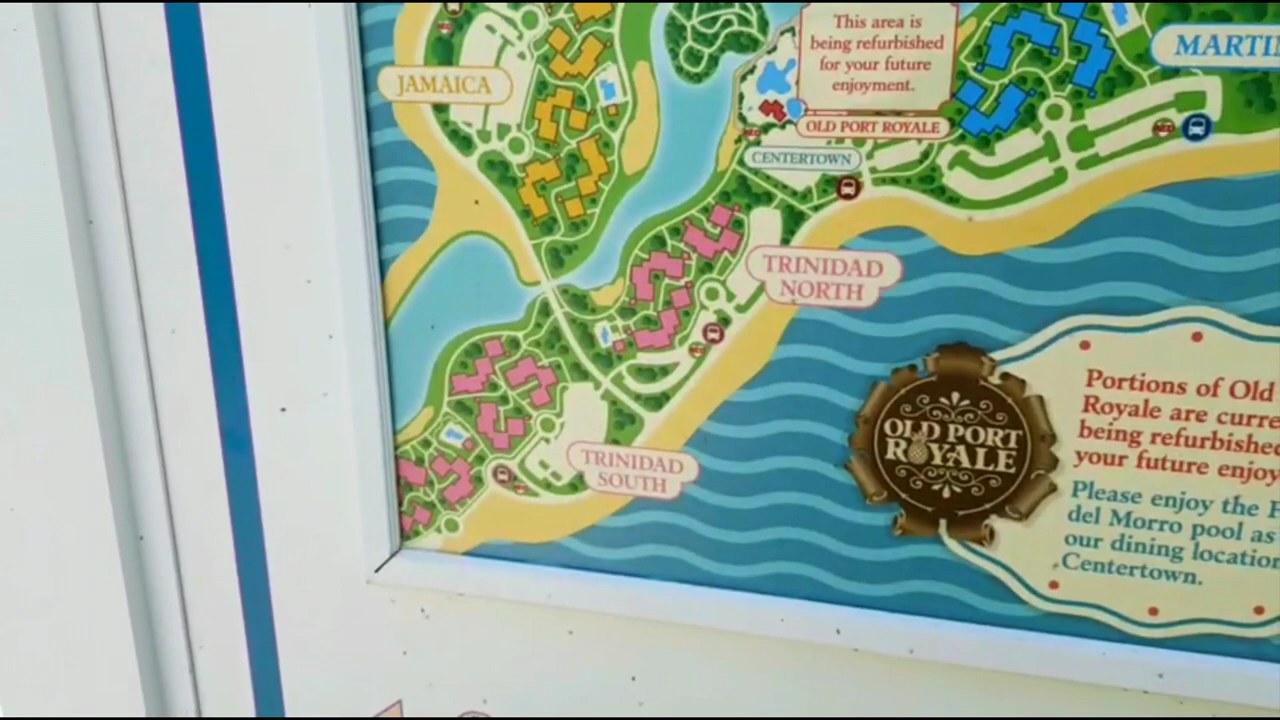 This area is
being refurbished
for your future
enjoyment.
JAMAICA
OLD PORT ROYALE
CENTERTOWN
TRINIDAD
NORTH
TRINIDAD
SOUTH
OLD PORT
ROYALE
Portions of Old
Royale are
being refurbished
your future
Please enjoy the
del Morro pool as
our dining
Centertown.